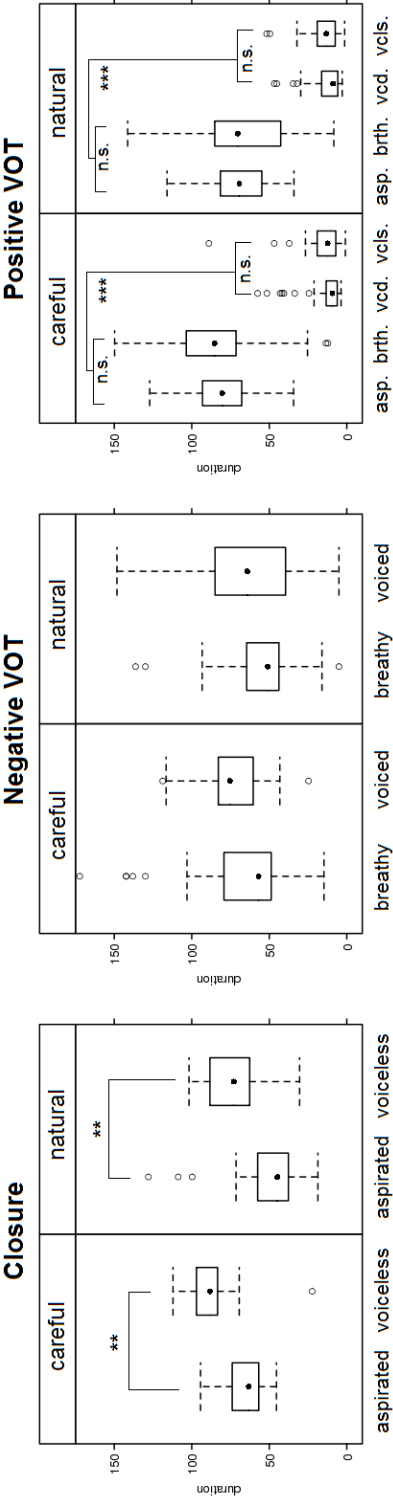 Closure
careful natural
**
**
150
100
50
0
duration
aspirated voiceless aspirated voiceless
Negative VOT
careful natural
150
100
50
0
duration
breathy voiced breathy voiced
Positive VOT
careful natural
***
n.s.
n.s.
***
n.s.
n.s.
150
100
50
0
duration
asp. brth. vcd. vcls. asp. brth. vcd. vcls.